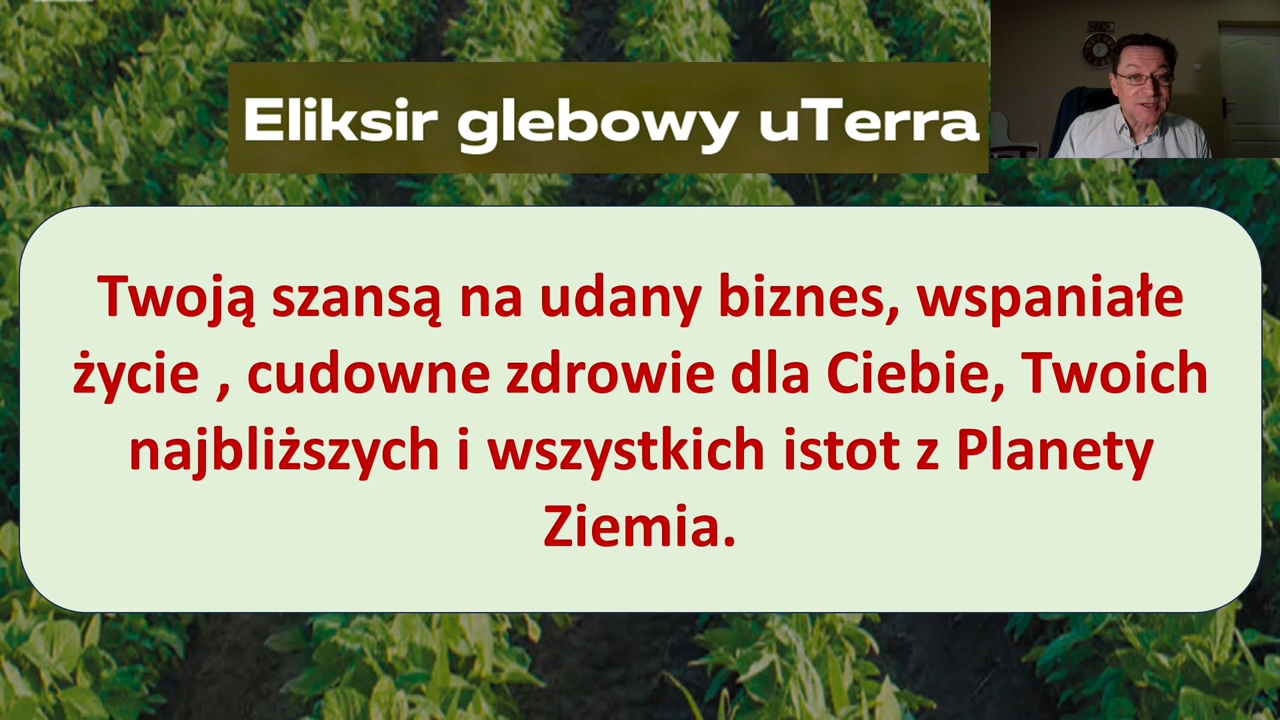 Eliksir glebowy uTerra
Twoją szansą na udany biznes, wspaniałe
życie , cudowne zdrowie dla Ciebie, Twoich
najbliższych i wszystkich istot z Planety
Ziemia.